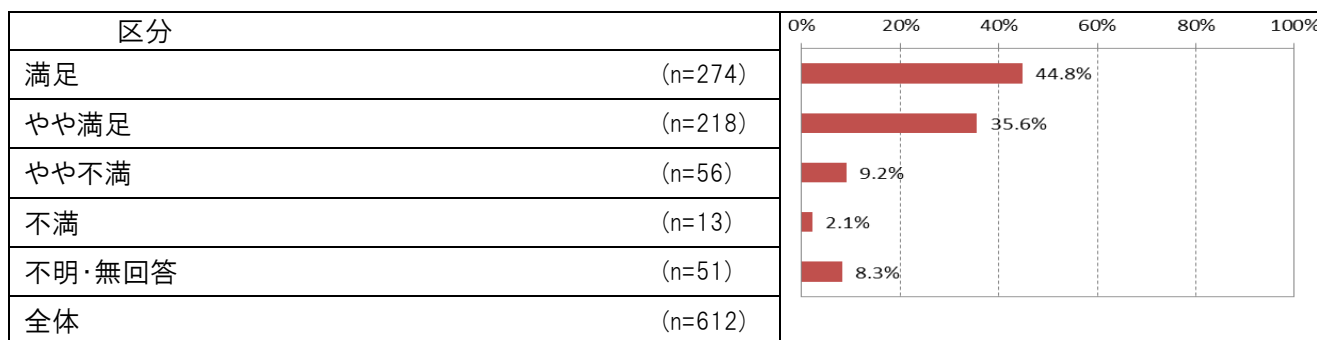 区分 0% 20% 40% 60% 80% 100%
満足 (n=274) 44.8%
やや満足 (n=218) 35.6%
やや不満 (n=56) 9.2%
不満 (n=13) 2.1%
不明・無回答 (n=51) 8.3%
全体 (n=612)